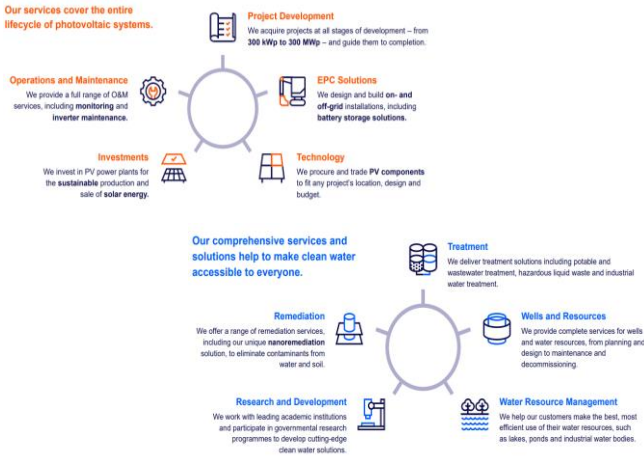 Our services cover the entire
lifecycle of photovoltaic systems.
Project Development
We acquire projects at all stages of development – from
300 kWp to 300 MWp – and guide them to completion.
Operations and Maintenance
We provide a full range of O&M
services, including monitoring and
inverter maintenance.
EPC Solutions
We design and build on- and
off-grid installations, including
battery storage solutions.
Investments
We invest in PV power plants for
the sustainable production and
sale of solar energy.
Technology
We procure and trade PV components
to fit any project's location, design and
budget.
Our comprehensive services and
solutions help to make clean water
accessible to everyone.
Treatment
We deliver treatment solutions including potable and
wastewater treatment, hazardous liquid waste and industrial
water treatment.
Remediation
We offer a range of remediation services,
including our unique nanoremediation
solution, to eliminate contaminants from
water and soil.
Wells and Resources
We provide complete services for wells
and water resources, from planning and
design to maintenance and
decommissioning.
Research and Development
We work with leading academic institutions
and participate in governmental research
programmes to develop cutting-edge
clean water solutions.
Water Resource Management
We help our customers make the best, most
efficient use of their water resources, such
as lakes, ponds and industrial water bodies.